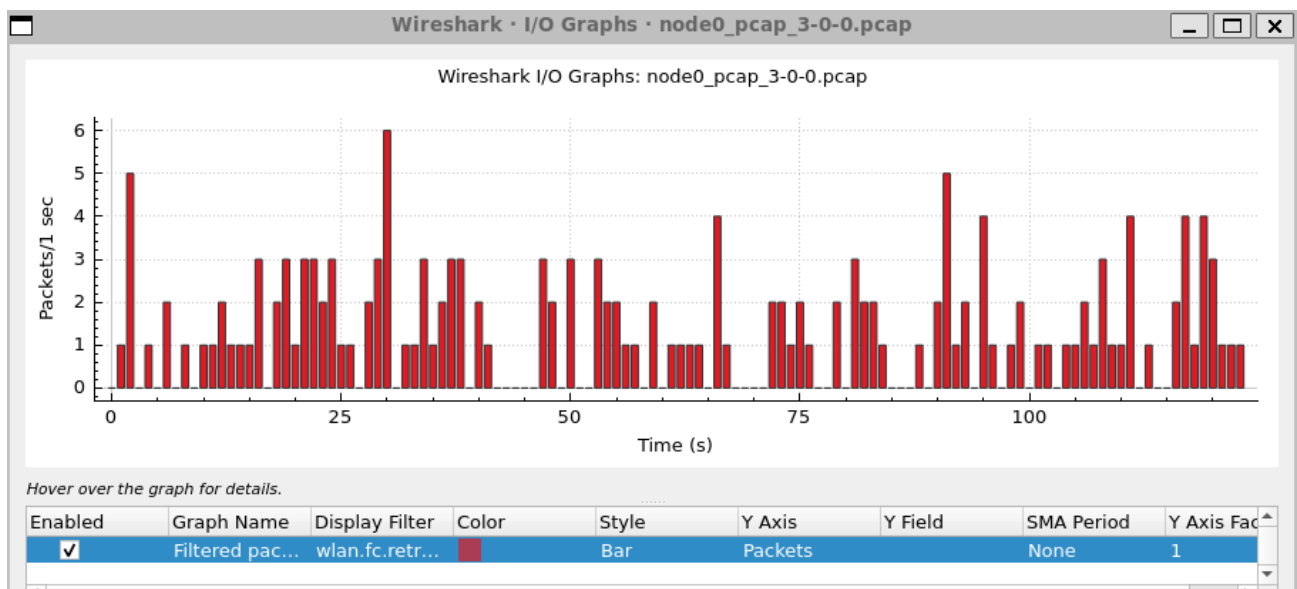 Wireshark · I/O Graphs · node0_pcap_3-0-0.pcap
Wireshark I/O Graphs: node0_pcap_3-0-0.pcap
Packets/1 sec
6
5
4
3
2
1
0
0 25 50 75 100
Time (s)
Hover over the graph for details.
Enabled Graph Name Display Filter Color Style Y Axis Y Field SMA Period Y Axis Fac
Filtered pac... wlan.fc.retr... Bar Packets None 1